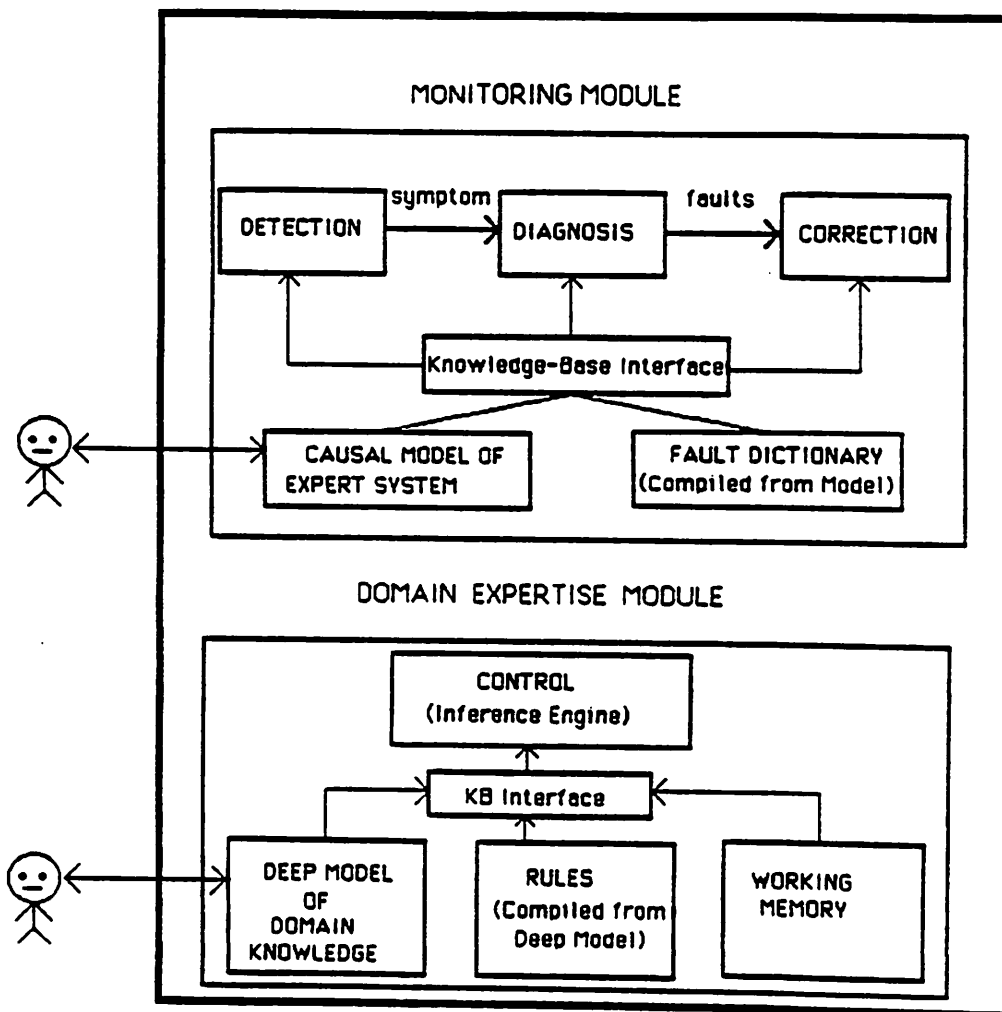 MONITORING MODULE
symptom
faults
DETECTION
DIAGNOSIS
CORRECTION
Knowledge-Base Interface
CAUSAL MODEL OF
EXPERT SYSTEM
FAULT DICTIONARY
(Compiled from Model)
DOMAIN EXPERTISE MODULE
CONTROL
(Inference Engine)
KB Interface
DEEP MODEL
OF
DOMAIN
KNOWLEDGE
RULES
(Compiled from
Deep Model)
WORKING
MEMORY